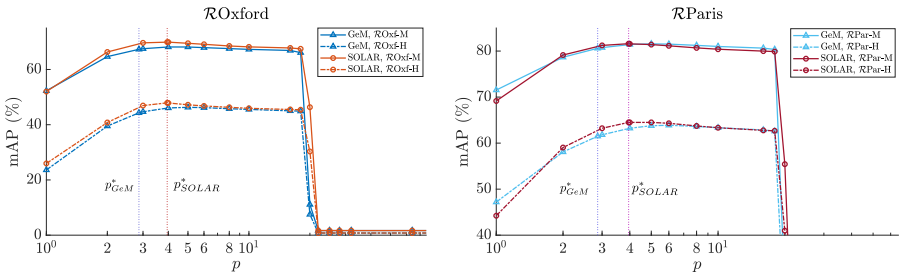 ℛOxford
mAP (%)
60
40
20
0
10⁰
2
3
4
5
6
8
10¹
p
p*GeM
p*SOLAR
GeM, ℛOxf-M
GeM, ℛOxf-H
SOLAR, ℛOxf-M
SOLAR, ℛOxf-H
ℛParis
mAP (%)
80
70
60
50
40
10⁰
2
3
4
5
6
8
10¹
p
p*GeM
p*SOLAR
GeM, ℛPar-M
GeM, ℛPar-H
SOLAR, ℛPar-M
SOLAR, ℛPar-H